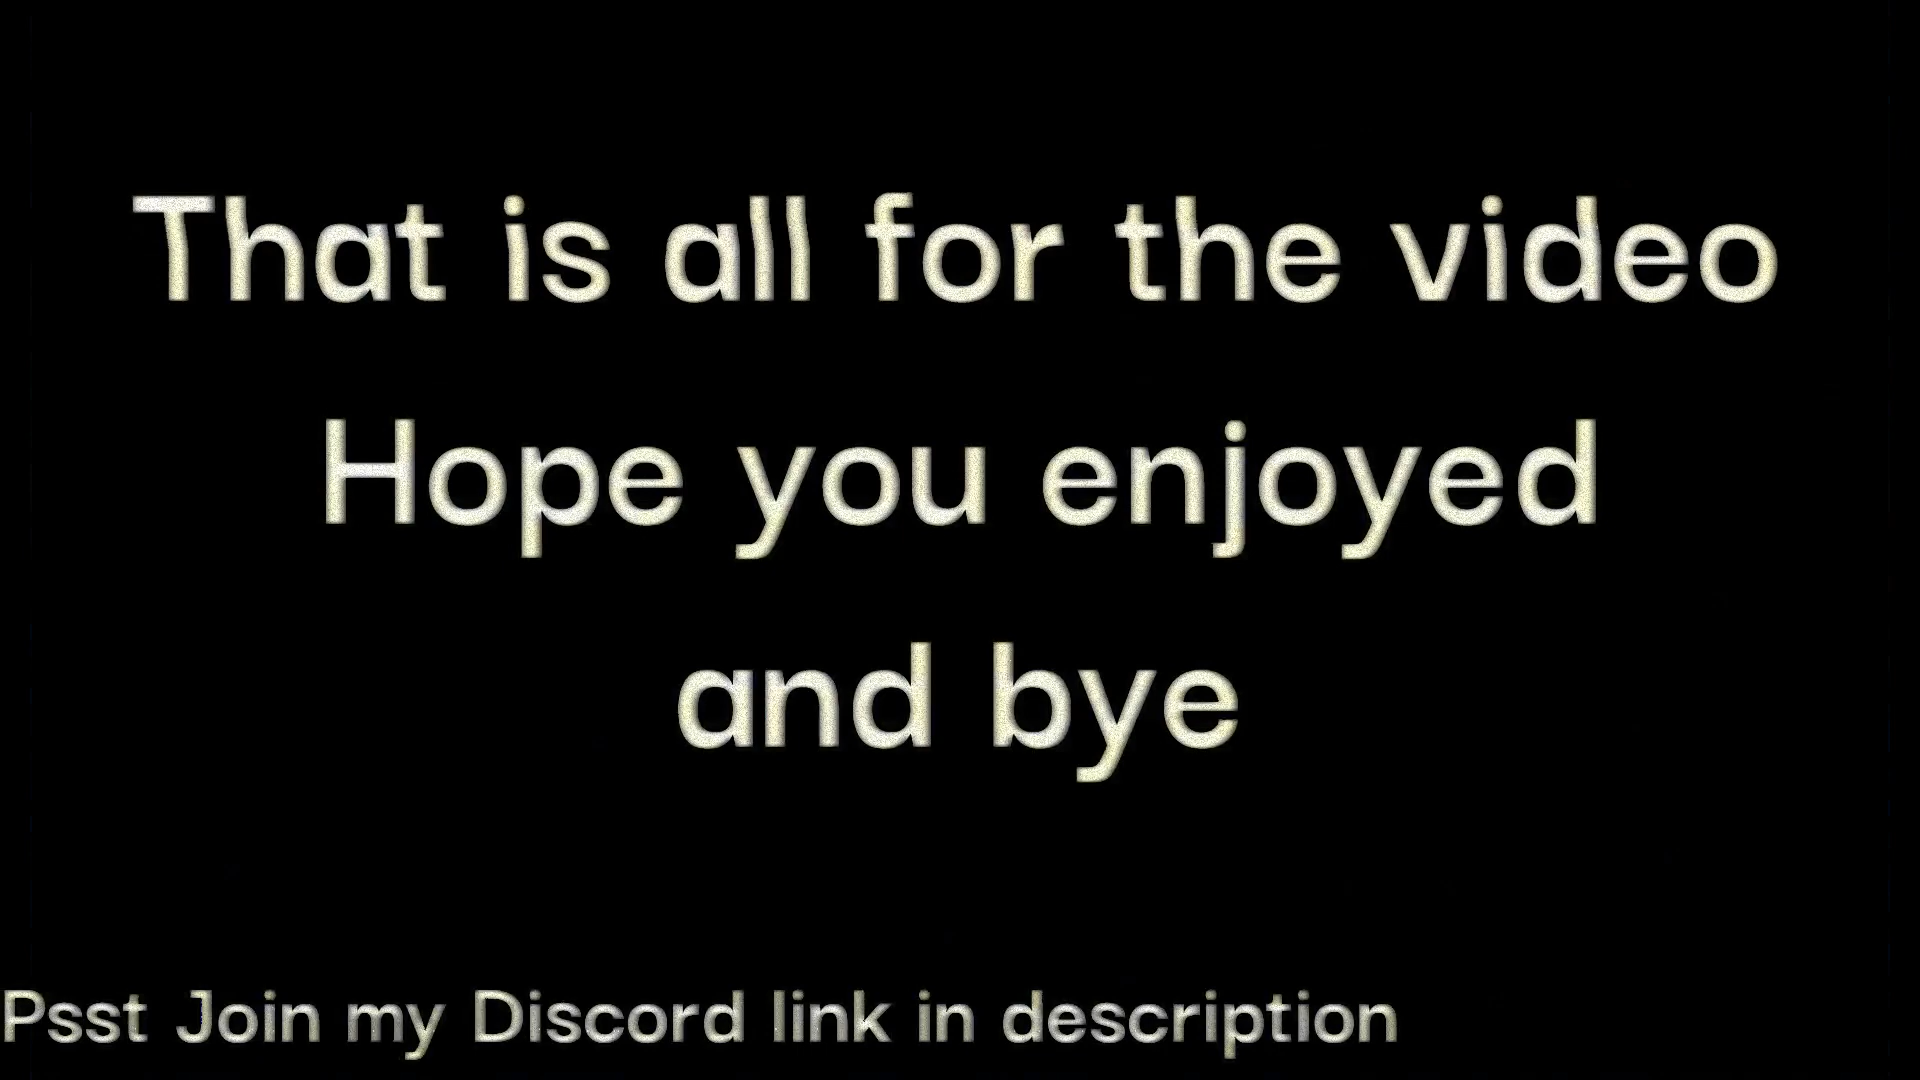 That is all for the video
Hope you enjoyed
and bye
Psst Join my Discord link in description